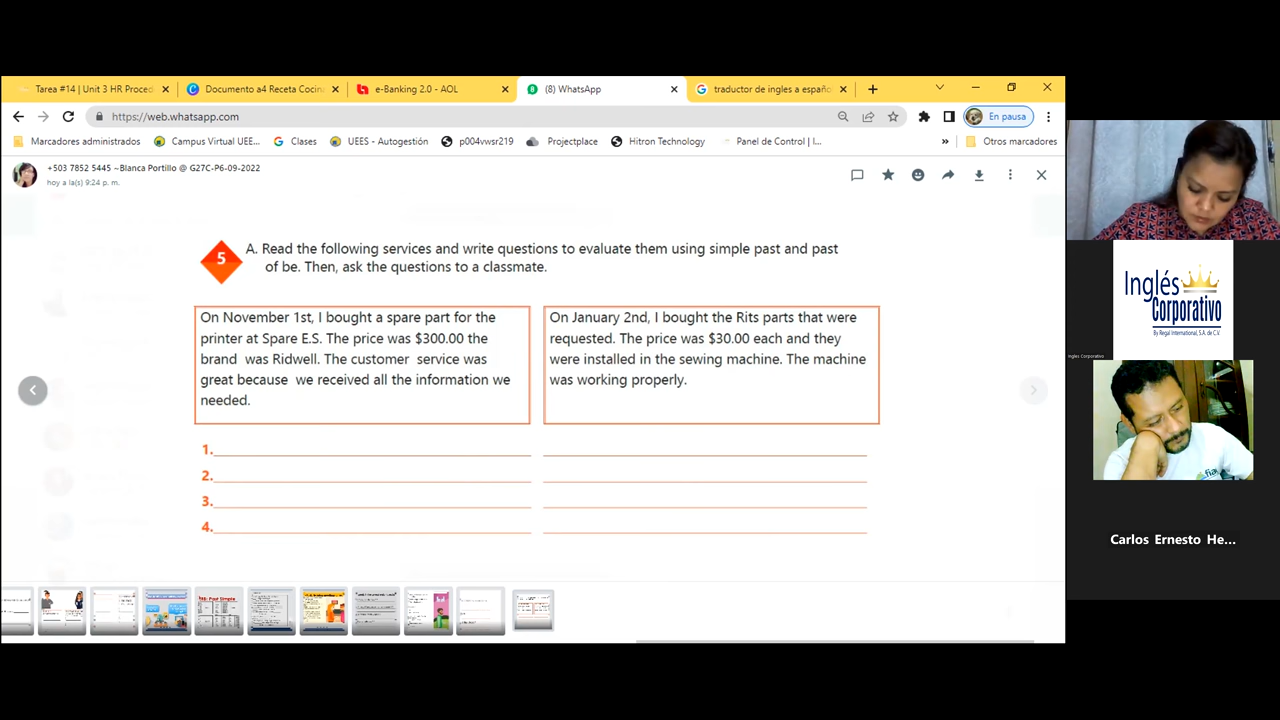 Tarea #14 | Unit 3 HR Proced
Documento a4 Receta Cocina
e-Banking 2.0 - AOL
(8) WhatsApp
traductor de ingles a español
https://web.whatsapp.com
En pausa
Marcadores administrados
Campus Virtual UEE...
Clases
UEES - Autogestión
p004vwsr219
Projectplace
Hitron Technology
Panel de Control | I...
»
Otros marcadores
+503 7852 5445 ~Blanca Portillo @ G27C-P6-09-2022
hoy a la(s) 9:24 p. m.
5
A. Read the following services and write questions to evaluate them using simple past and past
of be. Then, ask the questions to a classmate.
On November 1st, I bought a spare part for the
printer at Spare E.S. The price was $300.00 the
brand was Ridwell. The customer service was
great because we received all the information we
needed.
On January 2nd, I bought the Rits parts that were
requested. The price was $30.00 each and they
were installed in the sewing machine. The machine
was working properly.
1.
2.
3.
4.
Inglés
Corporativo
By Regal International, S.A. de C.V.
Inglés Corporativo
Carlos Ernesto He...